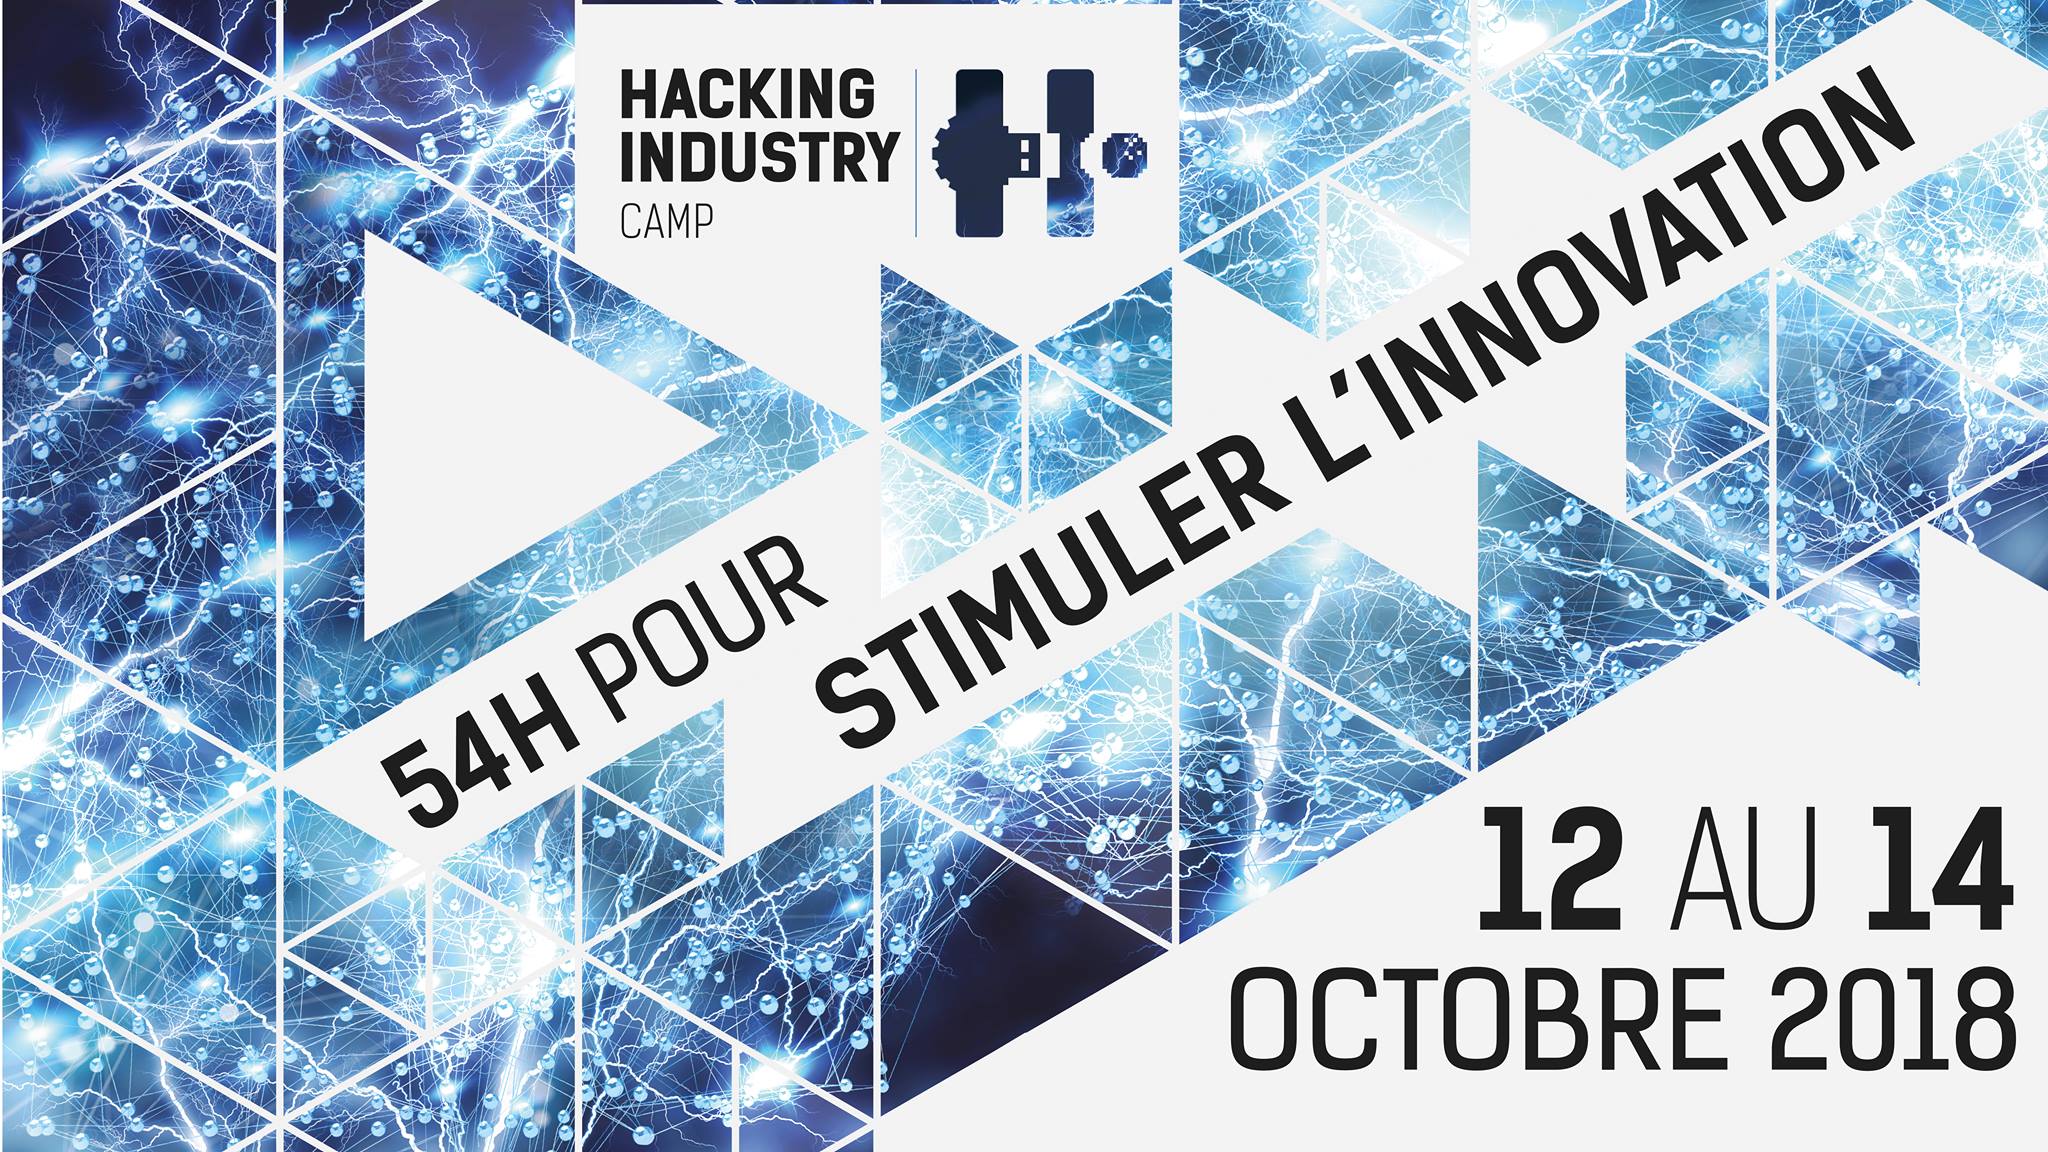 HACKING
INDUSTRY
CAMP
54H POUR
STIMULER L'INNOVATION
12 AU 14
OCTOBRE 2018